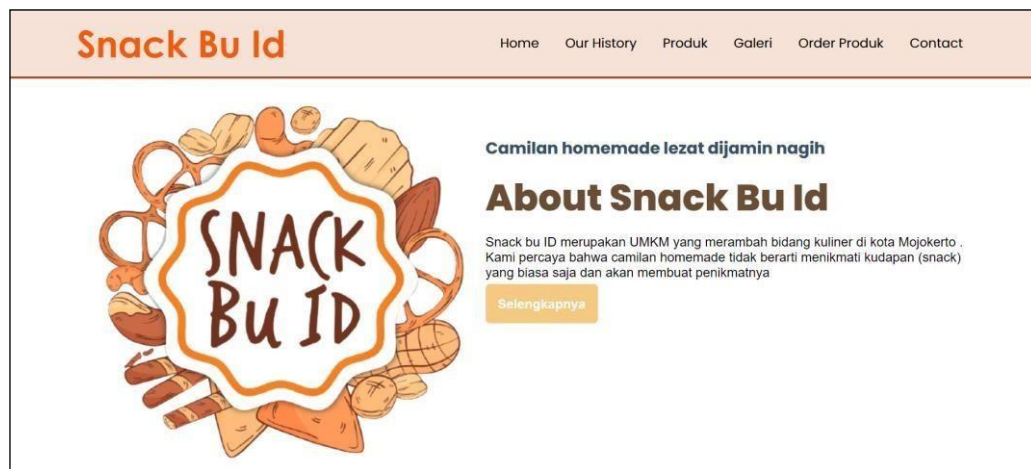 Snack Bu Id
Home Our History Produk Galeri Order Produk Contact
SNACK
BU ID
Camilan homemade lezat dijamin nagih
About Snack Bu Id
Snack bu ID merupakan UMKM yang merambah bidang kuliner di kota Mojokerto .
Kami percaya bahwa camilan homemade tidak berarti menikmati kudapan (snack)
yang biasa saja dan akan membuat penikmatnya
Selengkapnya